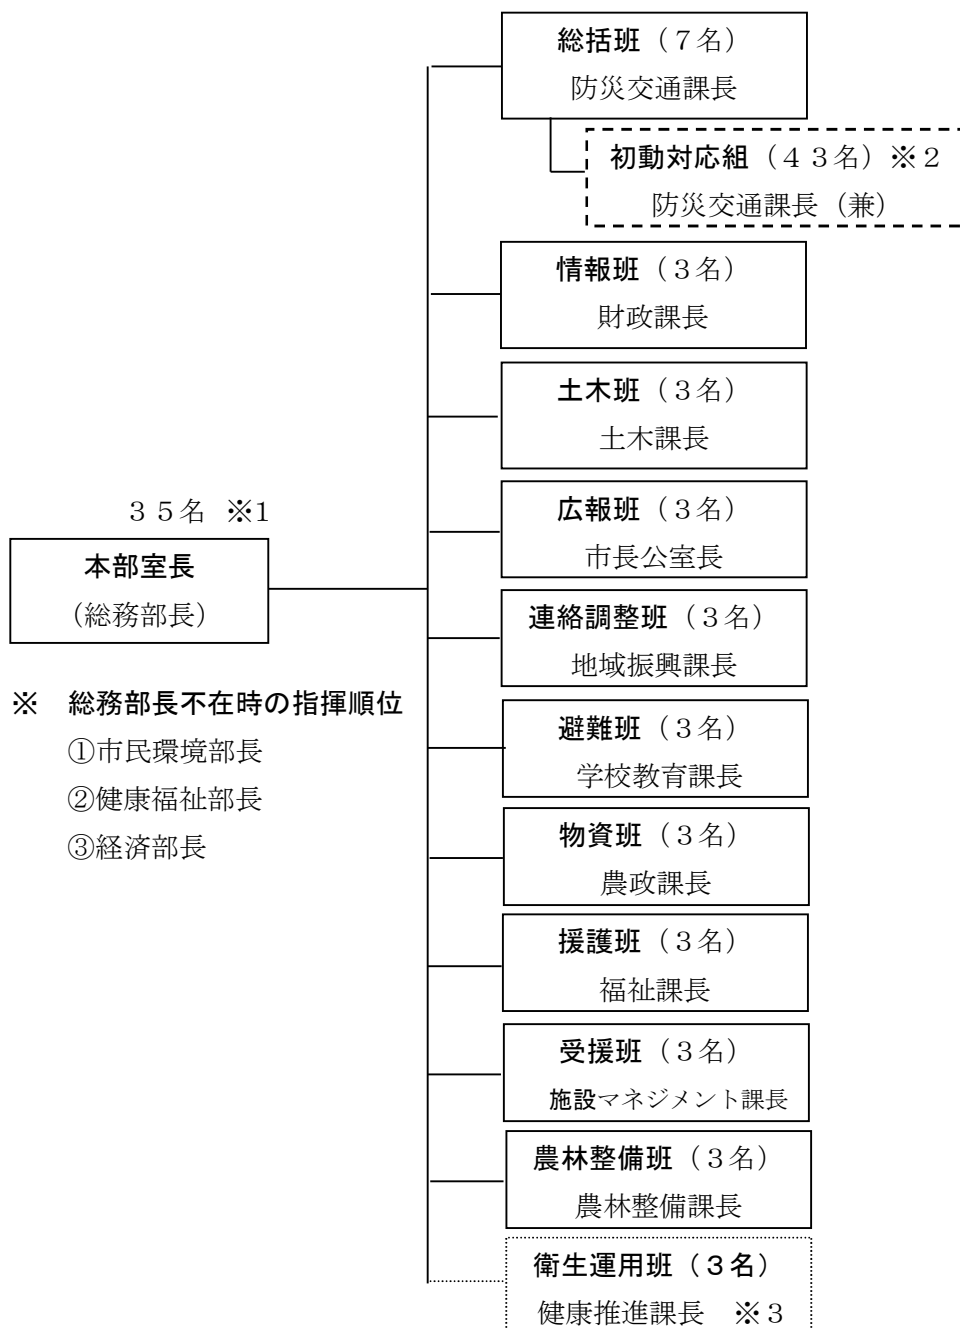 総括班（７名）
防災交通課長
初動対応組（４３名）※２
防災交通課長（兼）
情報班（３名）
財政課長
土木班（３名）
土木課長
３５名 ※1
本部室長
（総務部長）
※ 総務部長不在時の指揮順位
①市民環境部長
②健康福祉部長
③経済部長
広報班（３名）
市長公室長
連絡調整班（３名）
地域振興課長
避難班（３名）
学校教育課長
物資班（３名）
農政課長
援護班（３名）
福祉課長
受援班（３名）
施設マネジメント課長
農林整備班（３名）
農林整備課長
衛生運用班（３名）
健康推進課長 ※３